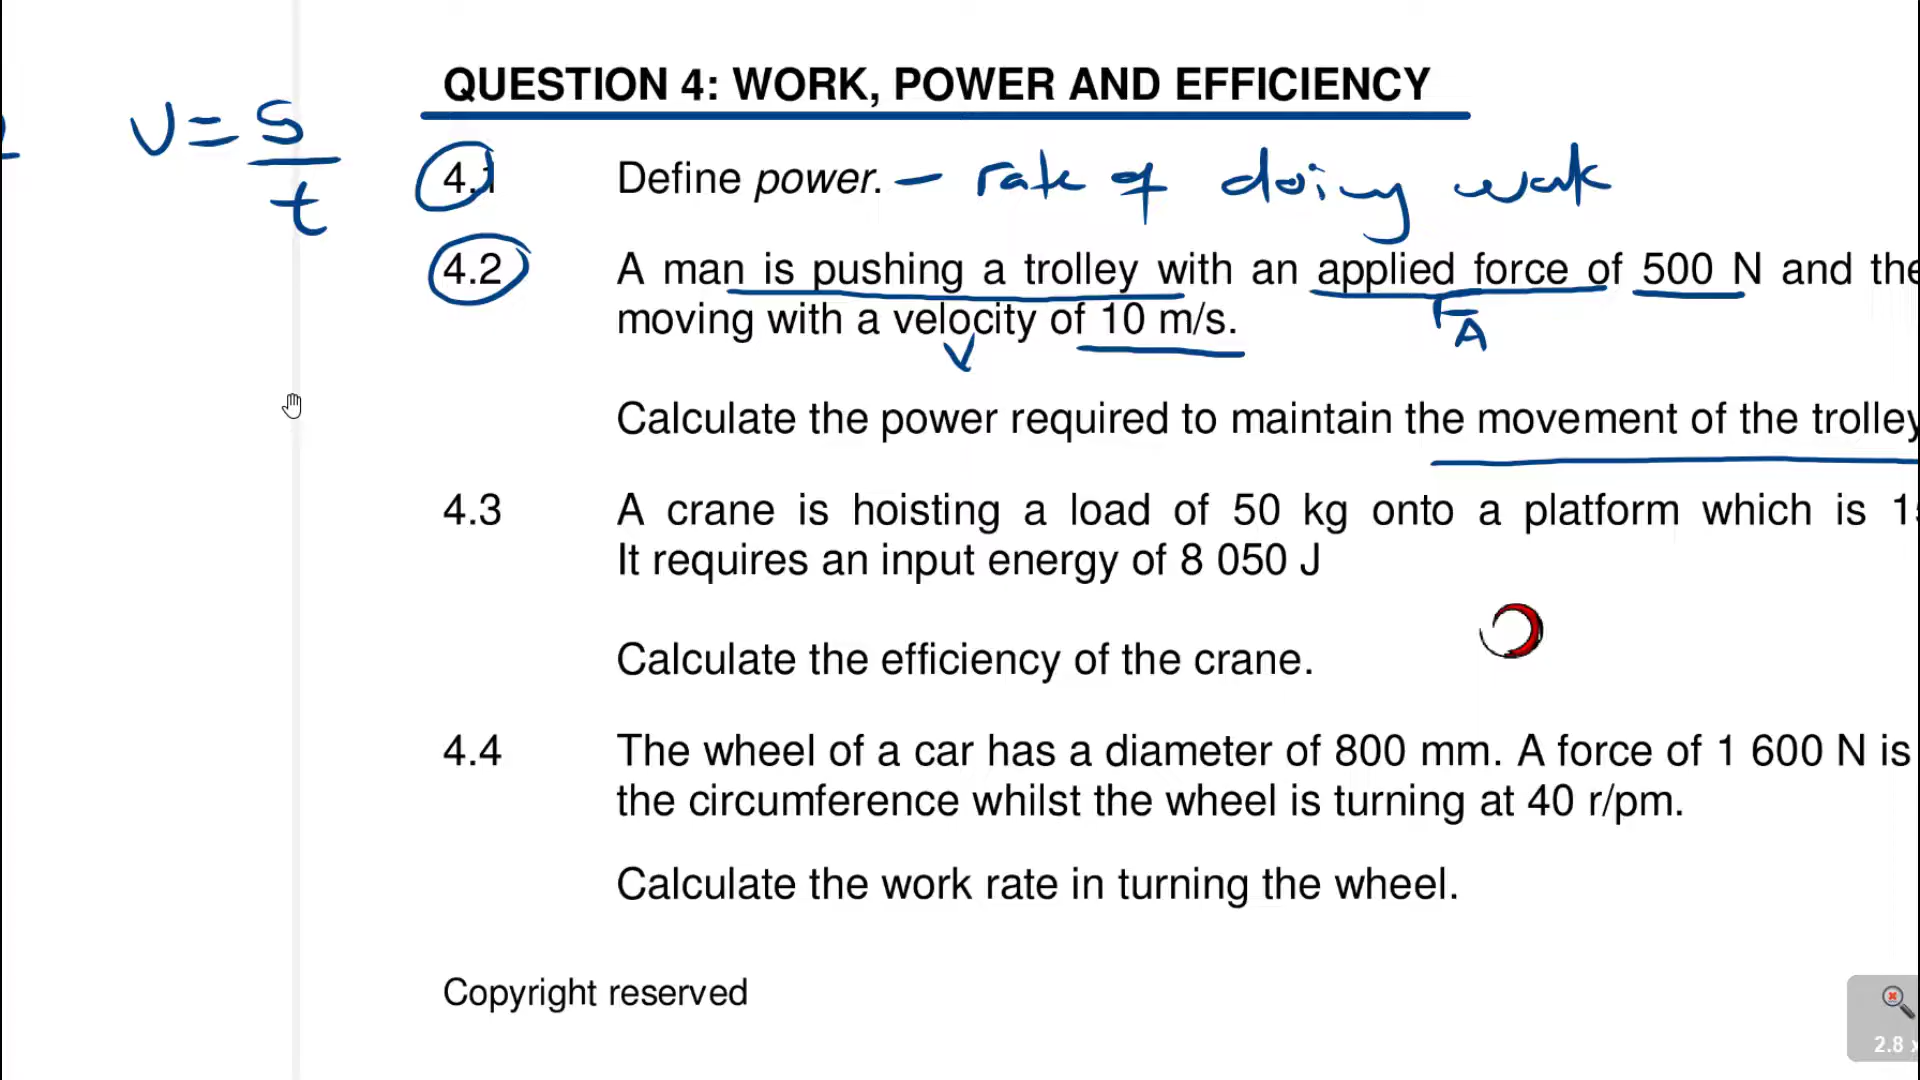 QUESTION 4: WORK, POWER AND EFFICIENCY
v = s
t
4.1 Define power. – rate of doing work
4.2 A man is pushing a trolley with an applied force of 500 N and the
moving with a velocity of 10 m/s.
v
FA
Calculate the power required to maintain the movement of the trolley
4.3 A crane is hoisting a load of 50 kg onto a platform which is
It requires an input energy of 8 050 J
Calculate the efficiency of the crane.
4.4 The wheel of a car has a diameter of 800 mm. A force of 1 600 N is
the circumference whilst the wheel is turning at 40 r/pm.
Calculate the work rate in turning the wheel.
Copyright reserved
2.8 x